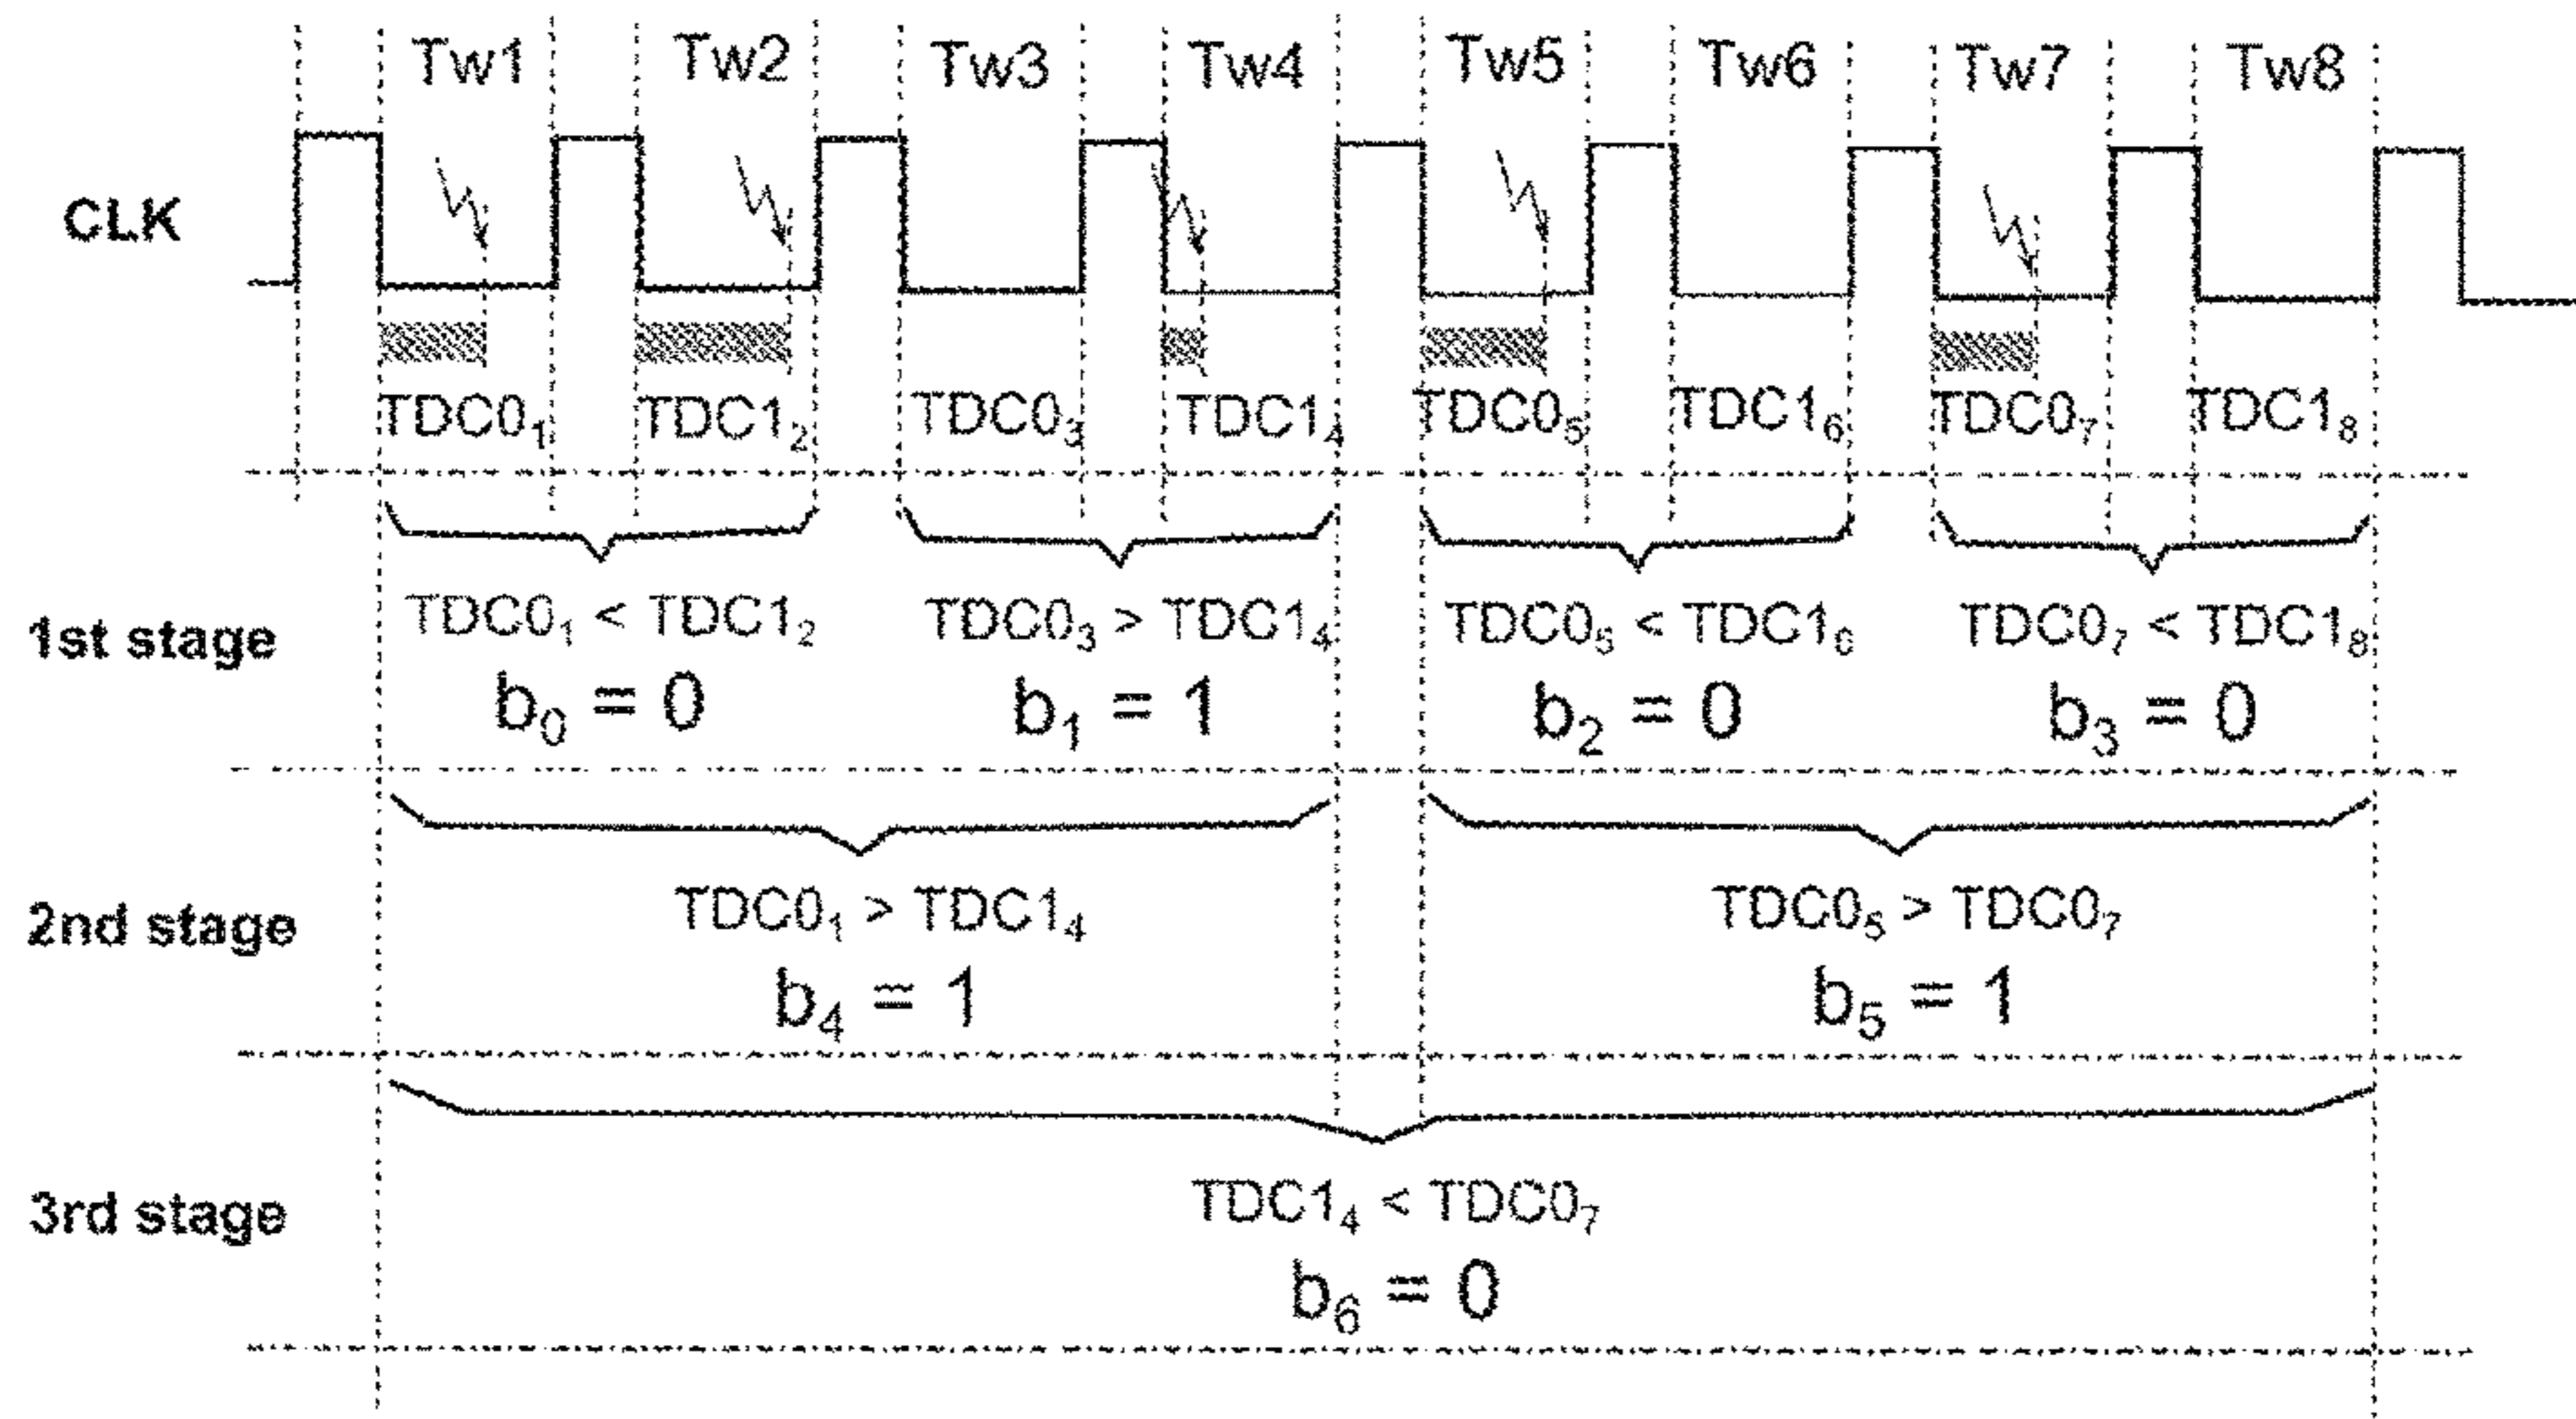 Tw1 Tw2 Tw3 Tw4 Tw5 Tw6 Tw7 Tw8
CLK
TDC0₁ TDC1₂ TDC0₃ TDC1₄ TDC0₅ TDC1₆ TDC0₇ TDC1₈
1st stage
TDC0₁ < TDC1₂ TDC0₃ > TDC1₄ TDC0₅ < TDC1₆ TDC0₇ < TDC1₈
b₀ = 0 b₁ = 1 b₂ = 0 b₃ = 0
2nd stage
TDC0₁ > TDC1₄ TDC0₅ > TDC0₇
b₄ = 1 b₅ = 1
3rd stage
TDC1₄ < TDC0₇
b₆ = 0